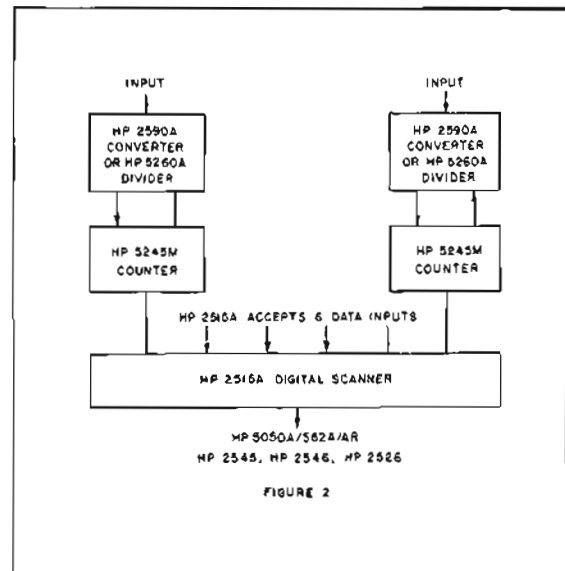 INPUT
HP 2590A
CONVERTER
OR HP 5260A
DIVIDER
HP 5245M
COUNTER
INPUT
HP 2590A
CONVERTER
OR HP 5260A
DIVIDER
HP 5245M
COUNTER
HP 2516A ACCEPTS 6 DATA INPUTS
HP 2516A DIGITAL SCANNER
HP 5050A/562A/AR
HP 2545, HP 2546, HP 2526
FIGURE 2